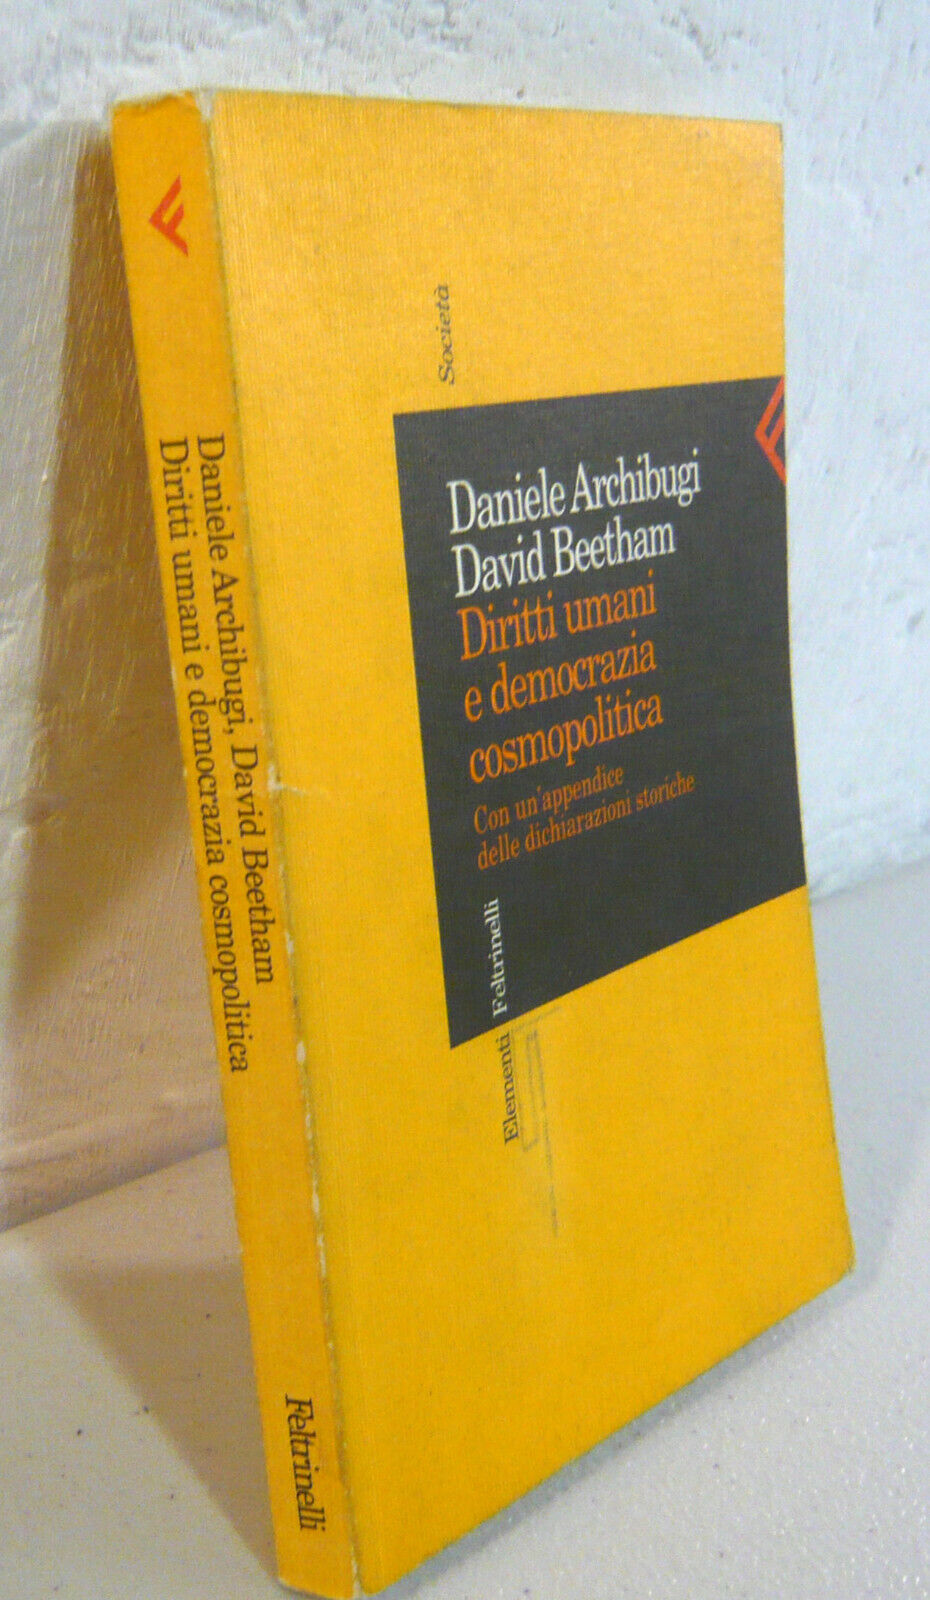 Daniele Archibugi, David Beetham
Diritti umani e democrazia cosmopolitica
Feltrinelli
Società
Daniele Archibugi
David Beetham
Diritti umani
e democrazia
cosmopolitica
Con un'appendice
delle dichiarazioni storiche
Elementi Feltrinelli